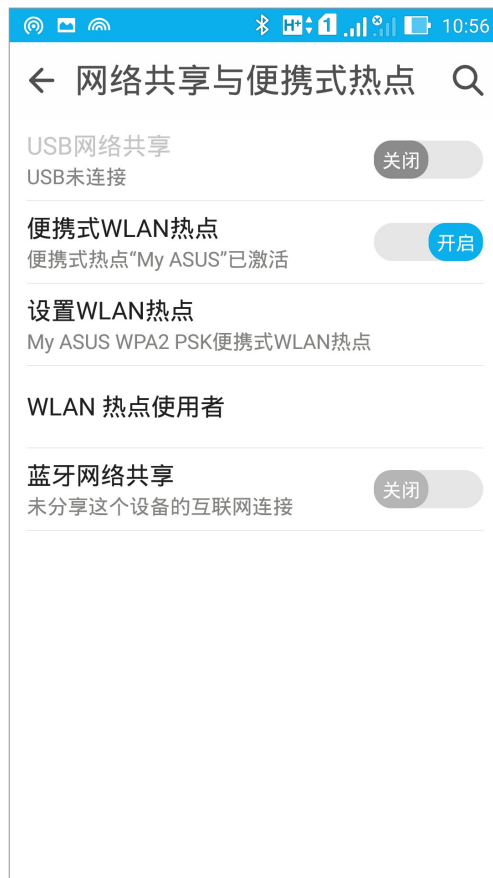 H+ 1 10:56
网络共享与便携式热点
USB网络共享
关闭
USB未连接
便携式WLAN热点
开启
便携式热点“My ASUS”已激活
设置WLAN热点
My ASUS WPA2 PSK便携式WLAN热点
WLAN 热点使用者
蓝牙网络共享
关闭
未分享这个设备的互联网连接